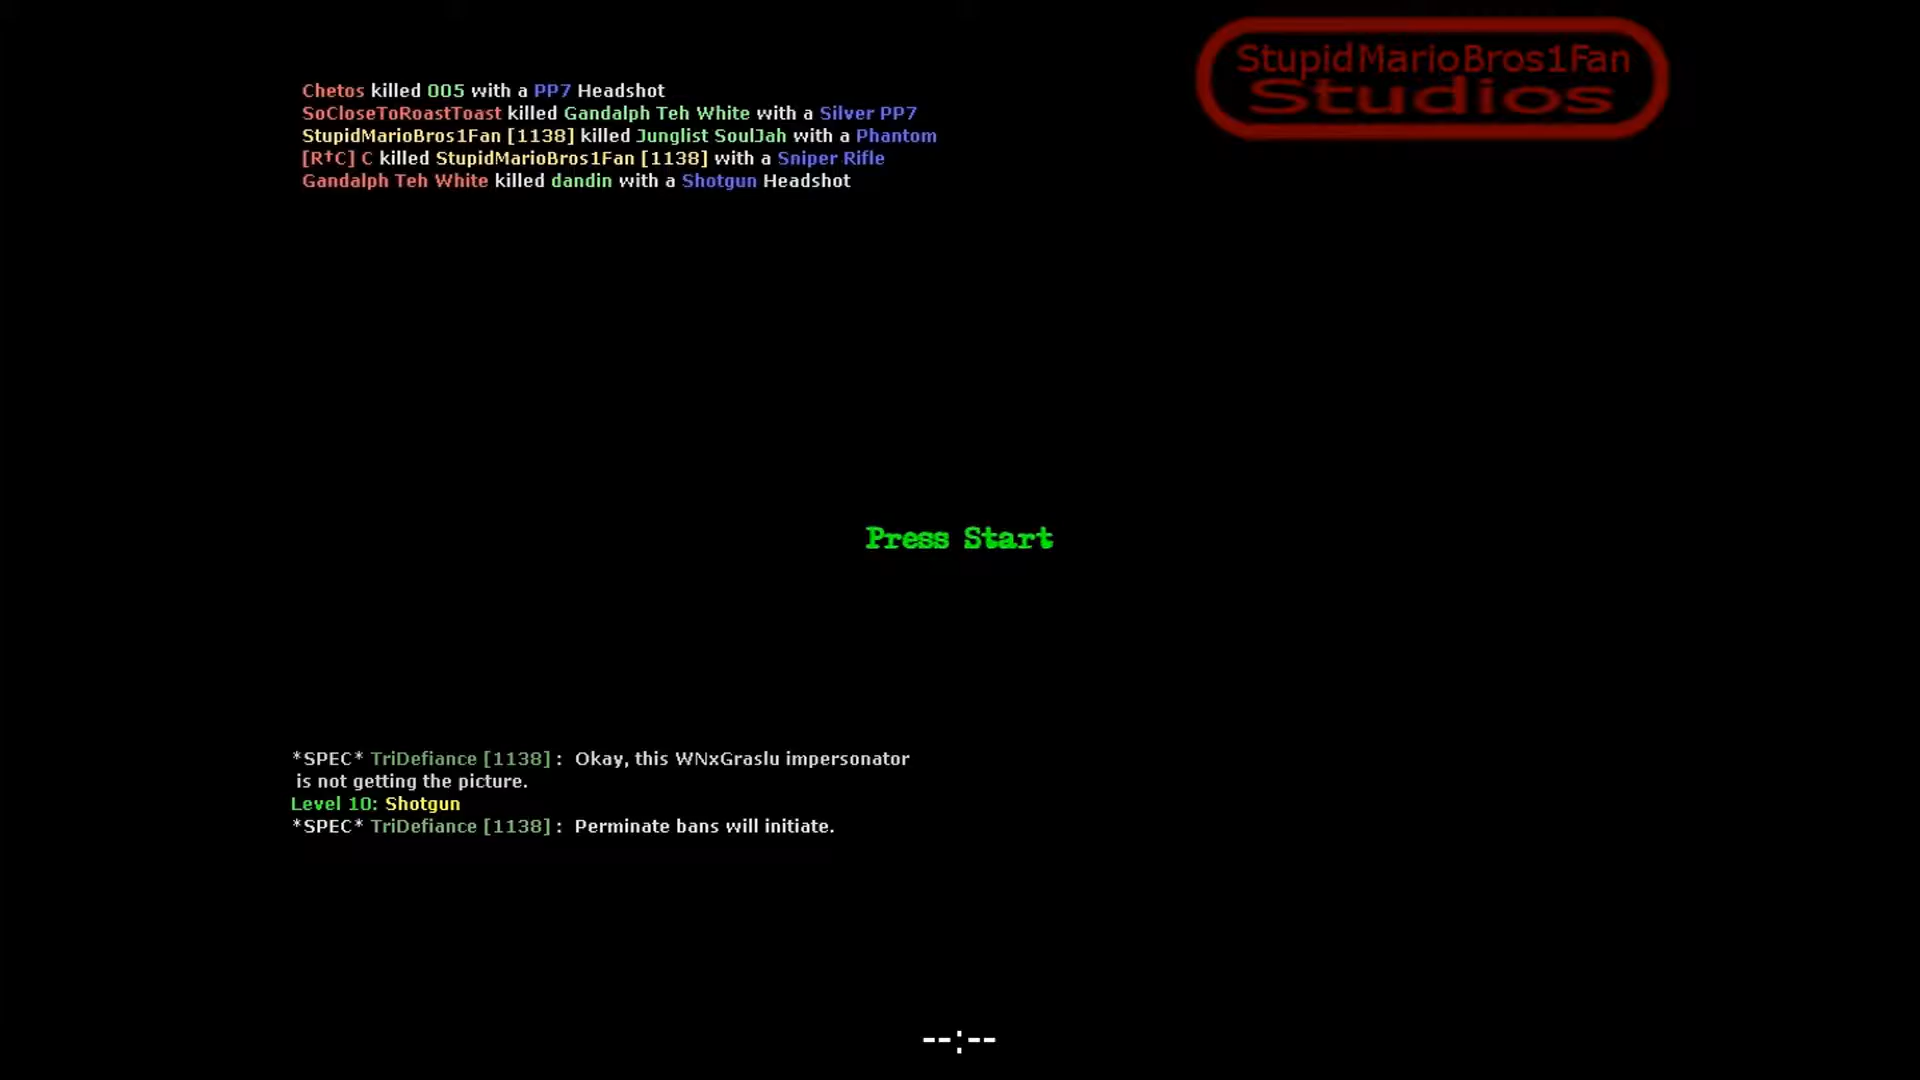 StupidMarioBros1Fan
Studios
Chetos killed 005 with a PP7 Headshot
SoCloseToRoastToast killed Gandalph Teh White with a Silver PP7
StupidMarioBros1Fan [1138] killed Junglist SoulJah with a Phantom
[R†C] C killed StupidMarioBros1Fan [1138] with a Sniper Rifle
Gandalph Teh White killed dandin with a Shotgun Headshot
Press Start
*SPEC* TriDefiance [1138] : Okay, this WNxGraslu impersonator
is not getting the picture.
Level 10: Shotgun
*SPEC* TriDefiance [1138] : Perminate bans will initiate.
--:--